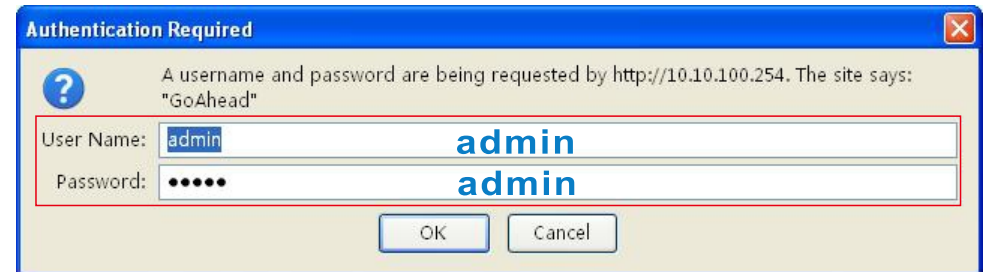 Authentication Required
A username and password are being requested by http://10.10.100.254. The site says:
"GoAhead"
User Name: admin admin
Password: ●●●●● admin
OK Cancel